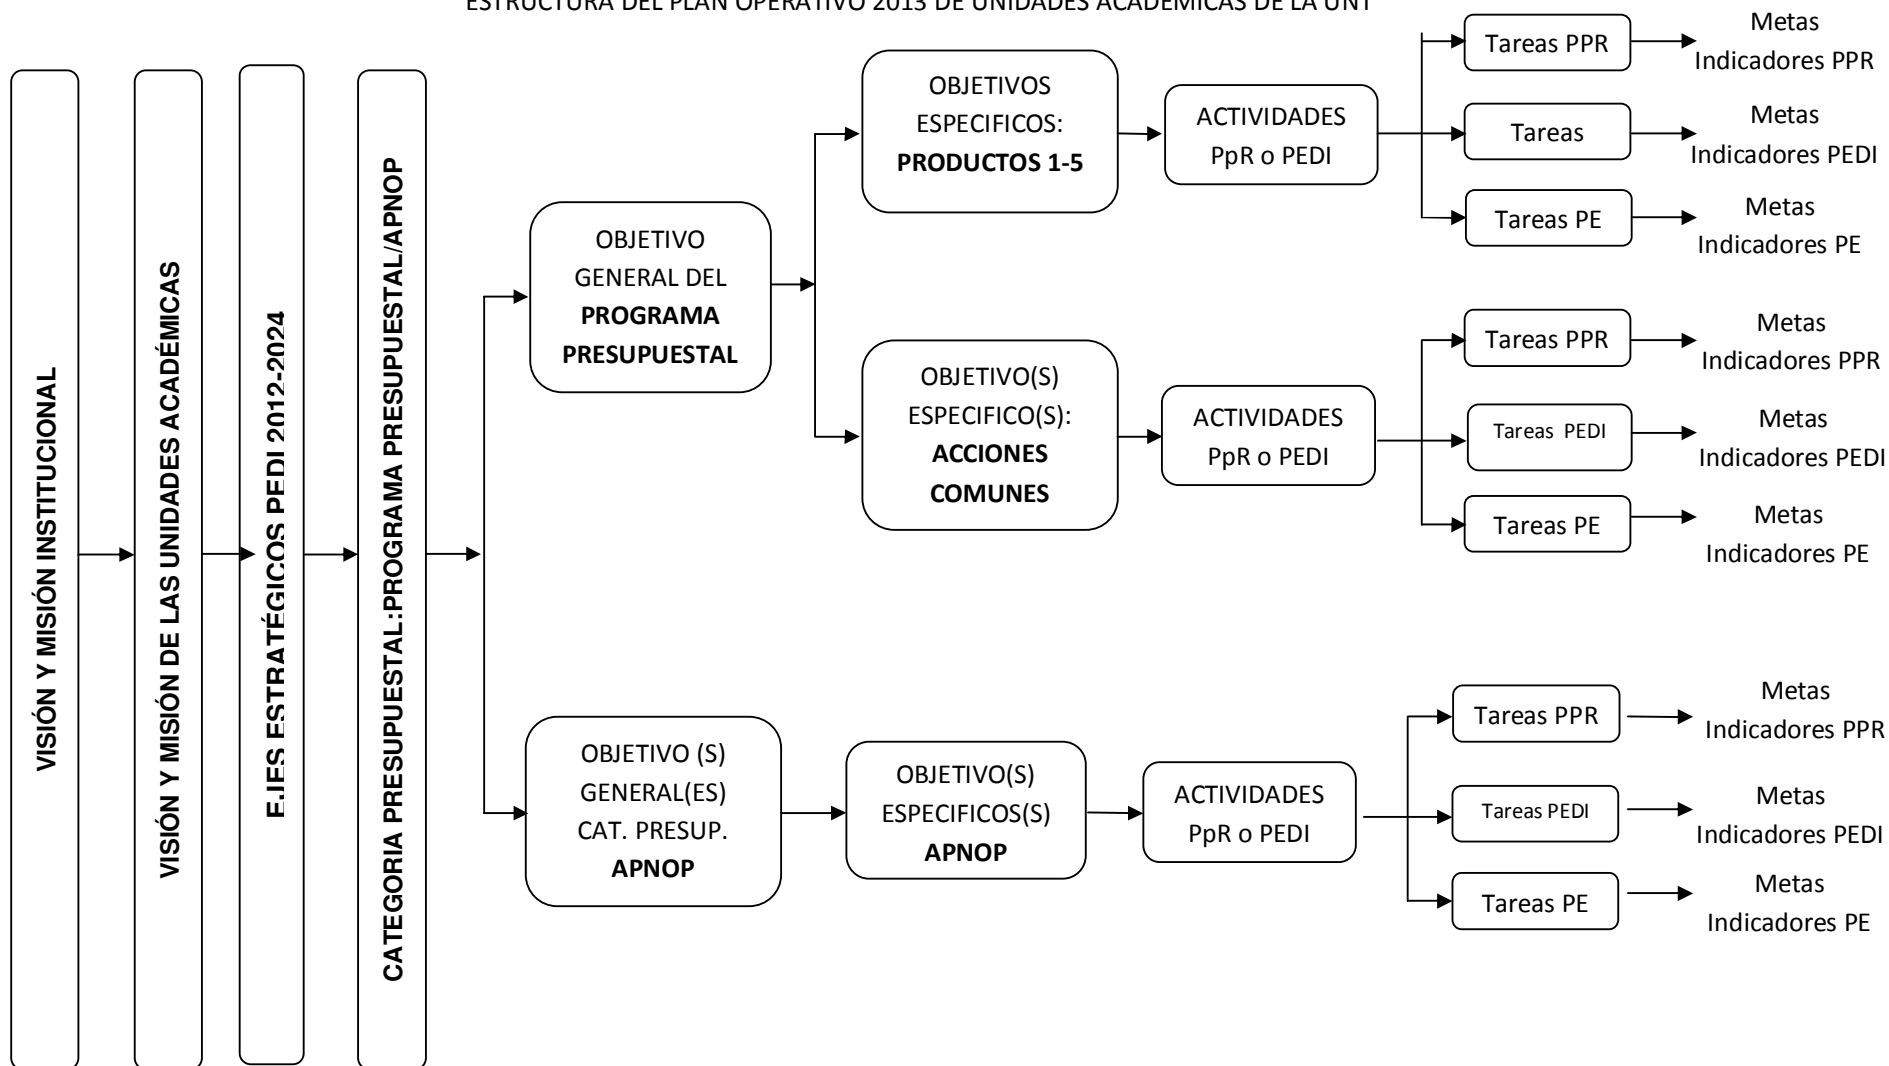 ESTRUCTURA DEL PLAN OPERATIVO 2013 DE UNIDADES ACADÉMICAS DE LA UNT
VISIÓN Y MISIÓN INSTITUCIONAL
VISIÓN Y MISIÓN DE LAS UNIDADES ACADÉMICAS
EJES ESTRATÉGICOS PEDI 2012-2024
CATEGORIA PRESUPUESTAL:PROGRAMA PRESUPUESTAL/APNOP
OBJETIVO
GENERAL DEL
PROGRAMA
PRESUPUESTAL
OBJETIVOS
ESPECIFICOS:
PRODUCTOS 1-5
ACTIVIDADES
PpR o PEDI
Tareas PPR
Metas
Indicadores PPR
Tareas
Metas
Indicadores PEDI
Tareas PE
Metas
Indicadores PE
OBJETIVO(S)
ESPECIFICO(S):
ACCIONES
COMUNES
ACTIVIDADES
PpR o PEDI
Tareas PPR
Metas
Indicadores PPR
Tareas PEDI
Metas
Indicadores PEDI
Tareas PE
Metas
Indicadores PE
OBJETIVO (S)
GENERAL(ES)
CAT. PRESUP.
APNOP
OBJETIVO(S)
ESPECIFICOS(S)
APNOP
ACTIVIDADES
PpR o PEDI
Tareas PPR
Metas
Indicadores PPR
Tareas PEDI
Metas
Indicadores PEDI
Tareas PE
Metas
Indicadores PE